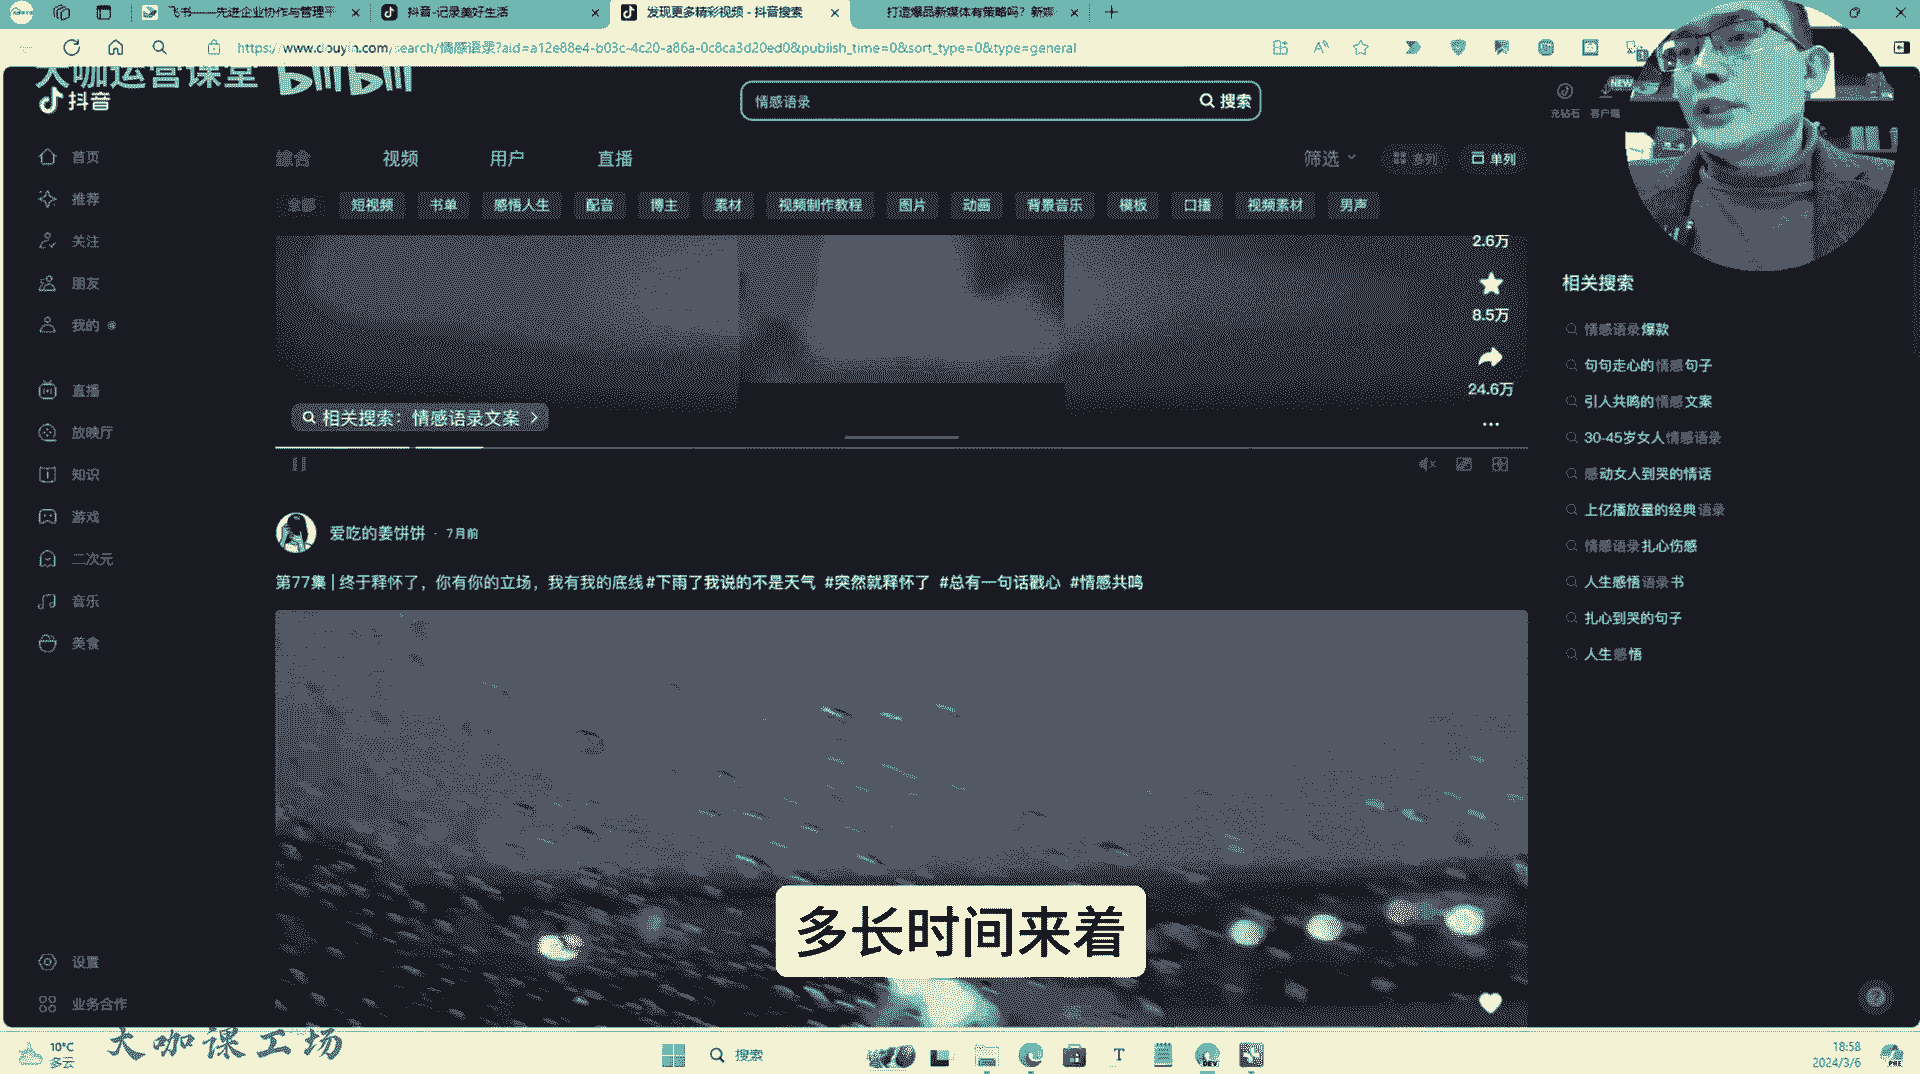 飞书——先进企业协作与管理平
抖音-记录美好生活
发现更多精彩视频 - 抖音搜索
打造爆品新媒体有策略吗？新媒
https://www.douyin.com/search/情感语录?aid=a12e88e4-b03c-4c20-a86a-0c8ca3d20ed0&publish_time=0&sort_type=0&type=general
大咖运营课堂 bilibili
抖音
情感语录
搜索
充钻石
客户端
NEW
首页
推荐
关注
朋友
我的
直播
放映厅
知识
游戏
二次元
音乐
美食
设置
业务合作
综合 视频 用户 直播
筛选 多列 单列
全部 短视频 书单 感悟人生 配音 博主 素材 视频制作教程 图片 动画 背景音乐 模板 口播 视频素材 男声
2.6万
8.5万
24.6万
相关搜索：情感语录文案
爱吃的姜饼饼 · 7月前
第77集 | 终于释怀了，你有你的立场，我有我的底线#下雨了我说的不是天气 #突然就释怀了 #总有一句话戳心 #情感共鸣
相关搜索
情感语录爆款
句句走心的情感句子
引人共鸣的情感文案
30-45岁女人情感语录
感动女人到哭的情话
上亿播放量的经典语录
情感语录扎心伤感
人生感悟语录书
扎心到哭的句子
人生感悟
多长时间来着
10°C
多云
大咖课工场
搜索
DEV
18:58
2024/3/6
PRE